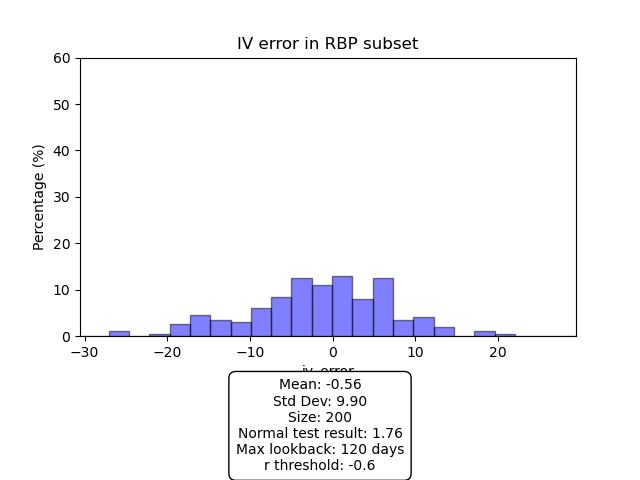 IV error in RBP subset
60
50
40
30
20
10
0
Percentage (%)
−30 −20 −10 0 10 20
iv_error
Mean: -0.56
Std Dev: 9.90
Size: 200
Normal test result: 1.76
Max lookback: 120 days
r threshold: -0.6